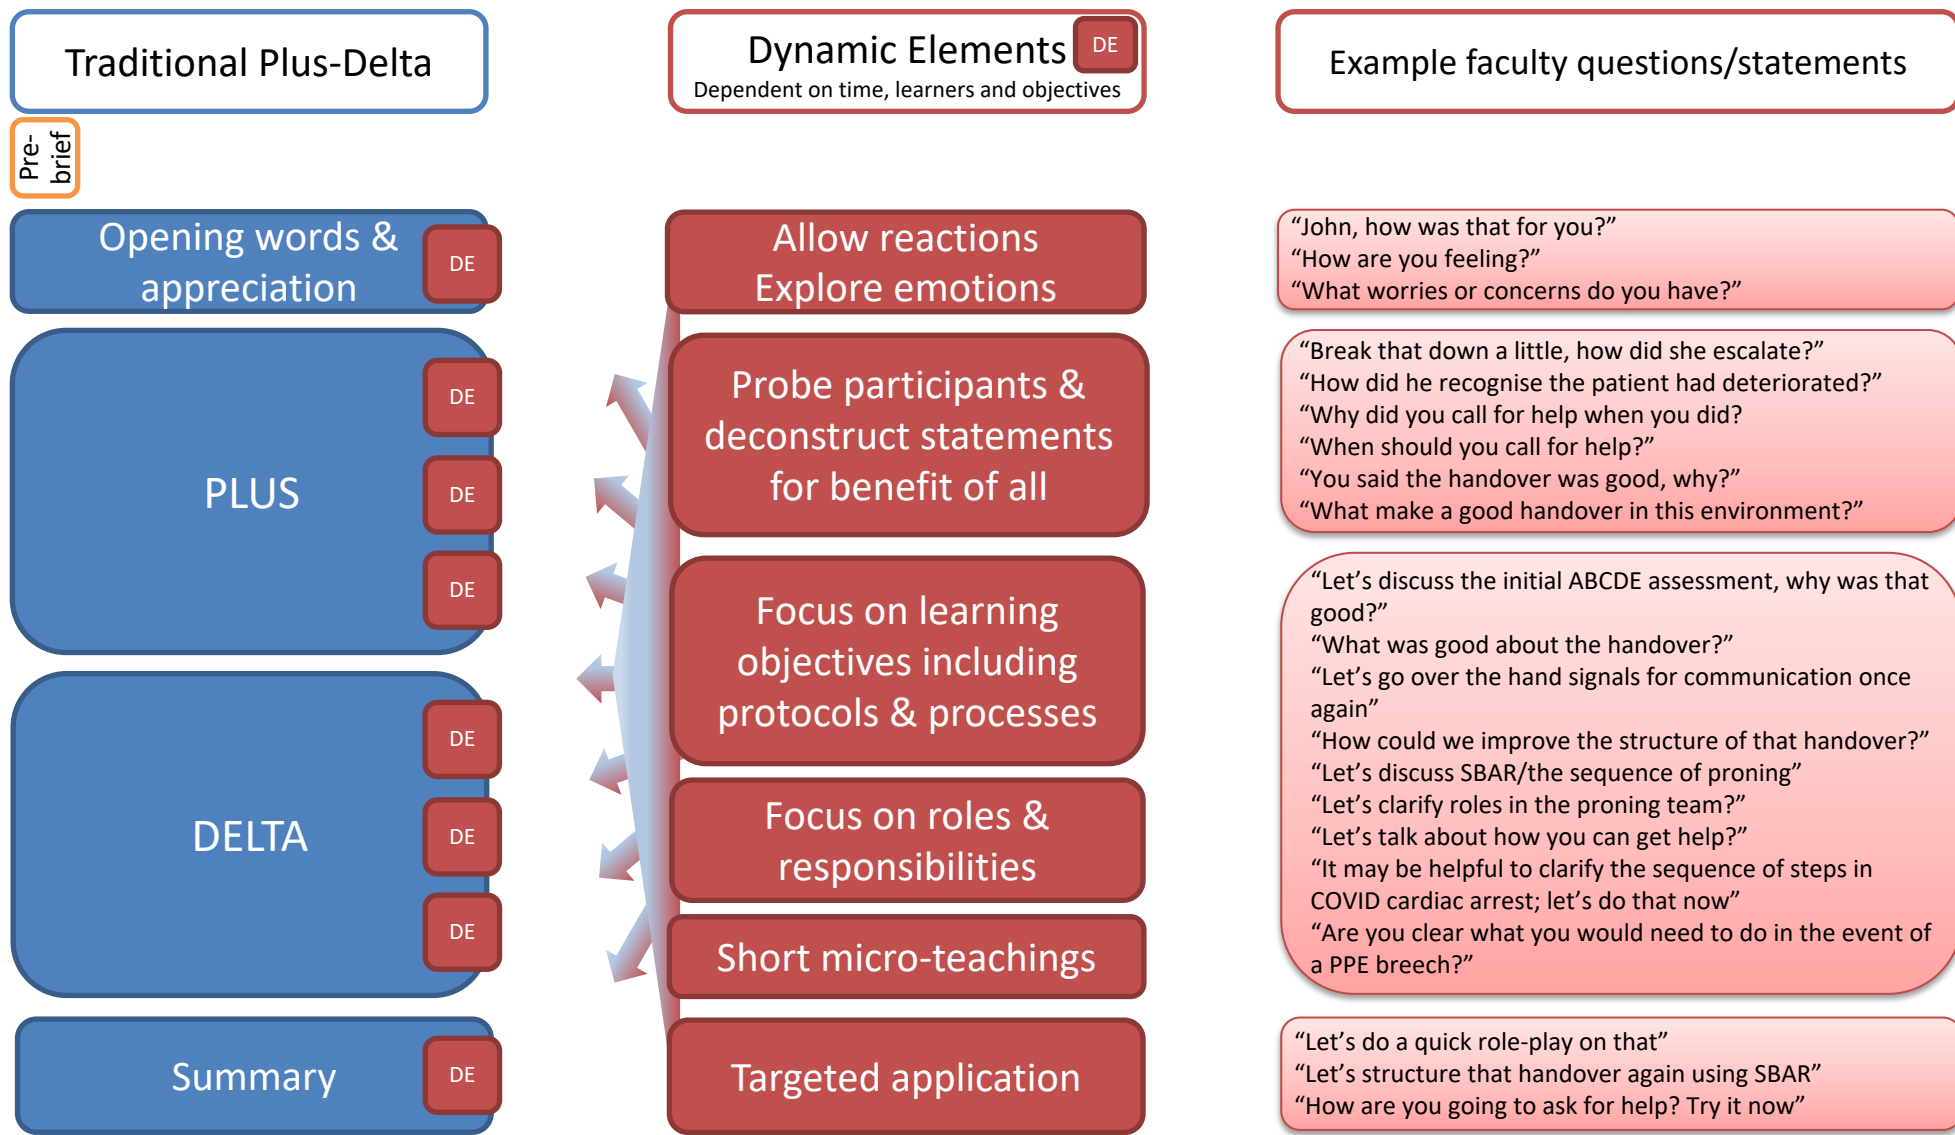 Traditional Plus-Delta
Pre-
brief
Opening words &
appreciation
DE
PLUS
DE
DE
DE
DELTA
DE
DE
DE
Summary
DE
Dynamic Elements
DE
Dependent on time, learners and objectives
Allow reactions
Explore emotions
Probe participants &
deconstruct statements
for benefit of all
Focus on learning
objectives including
protocols & processes
Focus on roles &
responsibilities
Short micro-teachings
Targeted application
Example faculty questions/statements
“John, how was that for you?”
“How are you feeling?”
“What worries or concerns do you have?”
“Break that down a little, how did she escalate?”
“How did he recognise the patient had deteriorated?”
“Why did you call for help when you did?
“When should you call for help?”
“You said the handover was good, why?”
“What make a good handover in this environment?”
“Let’s discuss the initial ABCDE assessment, why was that
good?”
“What was good about the handover?”
“Let’s go over the hand signals for communication once
again”
“How could we improve the structure of that handover?”
“Let’s discuss SBAR/the sequence of proning”
“Let’s clarify roles in the proning team?”
“Let’s talk about how you can get help?”
“It may be helpful to clarify the sequence of steps in
COVID cardiac arrest; let’s do that now”
“Are you clear what you would need to do in the event of
a PPE breech?”
“Let’s do a quick role-play on that”
“Let’s structure that handover again using SBAR”
“How are you going to ask for help? Try it now”